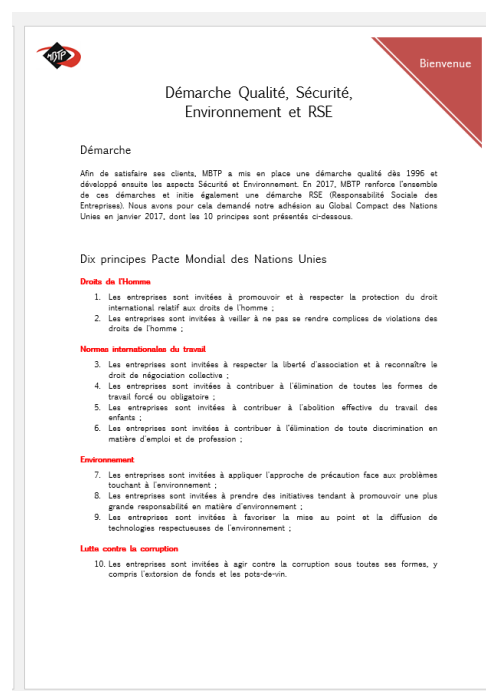 MBTP
Bienvenue
Démarche Qualité, Sécurité,
Environnement et RSE
Démarche
Afin de satisfaire ses clients, MBTP a mis en place une démarche qualité dès 1996 et
développé ensuite les aspects Sécurité et Environnement. En 2017, MBTP renforce l'ensemble
de ces démarches et initie également une démarche RSE (Responsabilité Sociale des
Entreprises). Nous avons pour cela demandé notre adhésion au Global Compact des Nations
Unies en janvier 2017, dont les 10 principes sont présentés ci-dessous.
Dix principes Pacte Mondial des Nations Unies
Droits de l'Homme
1. Les entreprises sont invitées à promouvoir et à respecter la protection du droit
international relatif aux droits de l'homme ;
2. Les entreprises sont invitées à veiller à ne pas se rendre complices de violations des
droits de l'homme ;
Normes internationales du travail
3. Les entreprises sont invitées à respecter la liberté d'association et à reconnaître le
droit de négociation collective ;
4. Les entreprises sont invitées à contribuer à l'élimination de toutes les formes de
travail forcé ou obligatoire ;
5. Les entreprises sont invitées à contribuer à l'abolition effective du travail des
enfants ;
6. Les entreprises sont invitées à contribuer à l'élimination de toute discrimination en
matière d'emploi et de profession ;
Environnement
7. Les entreprises sont invitées à appliquer l'approche de précaution face aux problèmes
touchant à l'environnement ;
8. Les entreprises sont invitées à prendre des initiatives tendant à promouvoir une plus
grande responsabilité en matière d'environnement ;
9. Les entreprises sont invitées à favoriser la mise au point et la diffusion de
technologies respectueuses de l'environnement ;
Lutte contre la corruption
10. Les entreprises sont invitées à agir contre la corruption sous toutes ses formes, y
compris l'extorsion de fonds et les pots-de-vin.